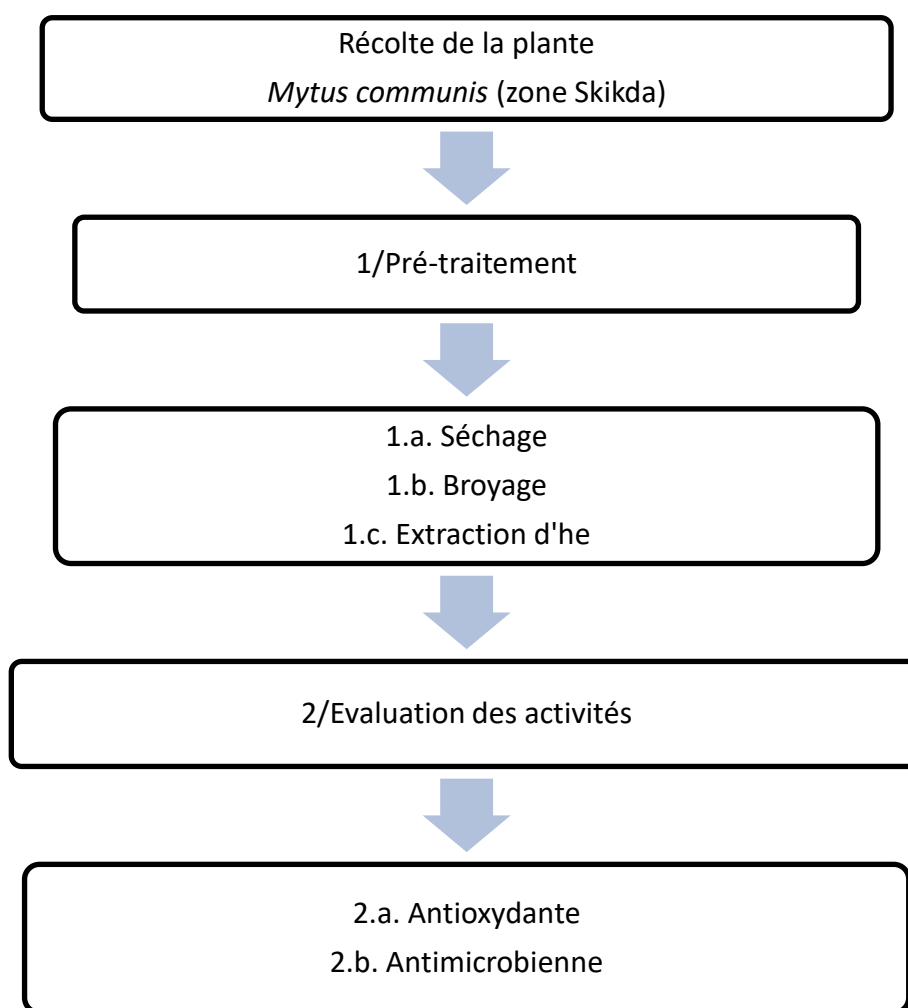 Récolte de la plante
Mytus communis (zone Skikda)
1/Pré-traitement
1.a. Séchage
1.b. Broyage
1.c. Extraction d'he
2/Evaluation des activités
2.a. Antioxydante
2.b. Antimicrobienne